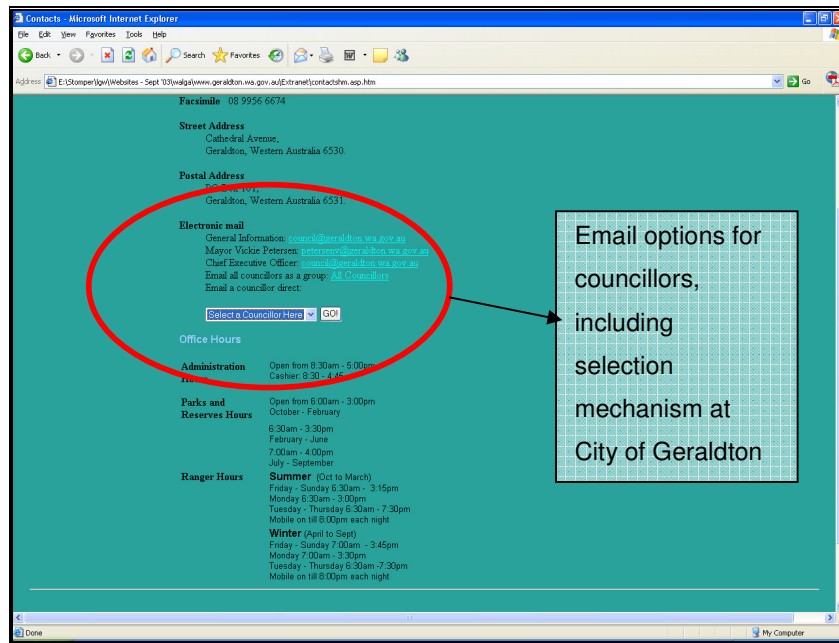 Contacts - Microsoft Internet Explorer
File Edit View Favorites Tools Help
Back Search Favorites
Address E:\Stomper\lgw\Websites - Sept '03\walga\www.geraldton.wa.gov.au\Extranet\contactshm.asp.htm Go
Facsimile 08 9956 6674
Street Address
Cathedral Avenue,
Geraldton, Western Australia 6530.
Postal Address
PO Box 101,
Geraldton, Western Australia 6531.
Electronic mail
General Information: council@geraldton.wa.gov.au
Mayor Vickie Petersen: petersenv@geraldton.wa.gov.au
Chief Executive Officer: council@geraldton.wa.gov.au
Email all councillors as a group: All Councillors
Email a councillor direct:
Select a Councillor Here GO!
Office Hours
Administration Open from 8:30am - 5:00pm
Hours Cashier: 8:30 - 4:45
Parks and Open from 6:00am - 3:00pm
Reserves Hours October - February
6:30am - 3:30pm
February - June
7:00am - 4:00pm
July - September
Ranger Hours Summer (Oct to March)
Friday - Sunday 6:30am - 3:15pm
Monday 6:30am - 3:00pm
Tuesday - Thursday 6:30am - 7:30pm
Mobile on till 8:00pm each night
Winter (April to Sept)
Friday - Sunday 7:00am - 3:45pm
Monday 7:00am - 3:30pm
Tuesday - Thursday 6:30am -7:30pm
Mobile on till 8:00pm each night
Email options for
councillors,
including
selection
mechanism at
City of Geraldton
Done My Computer